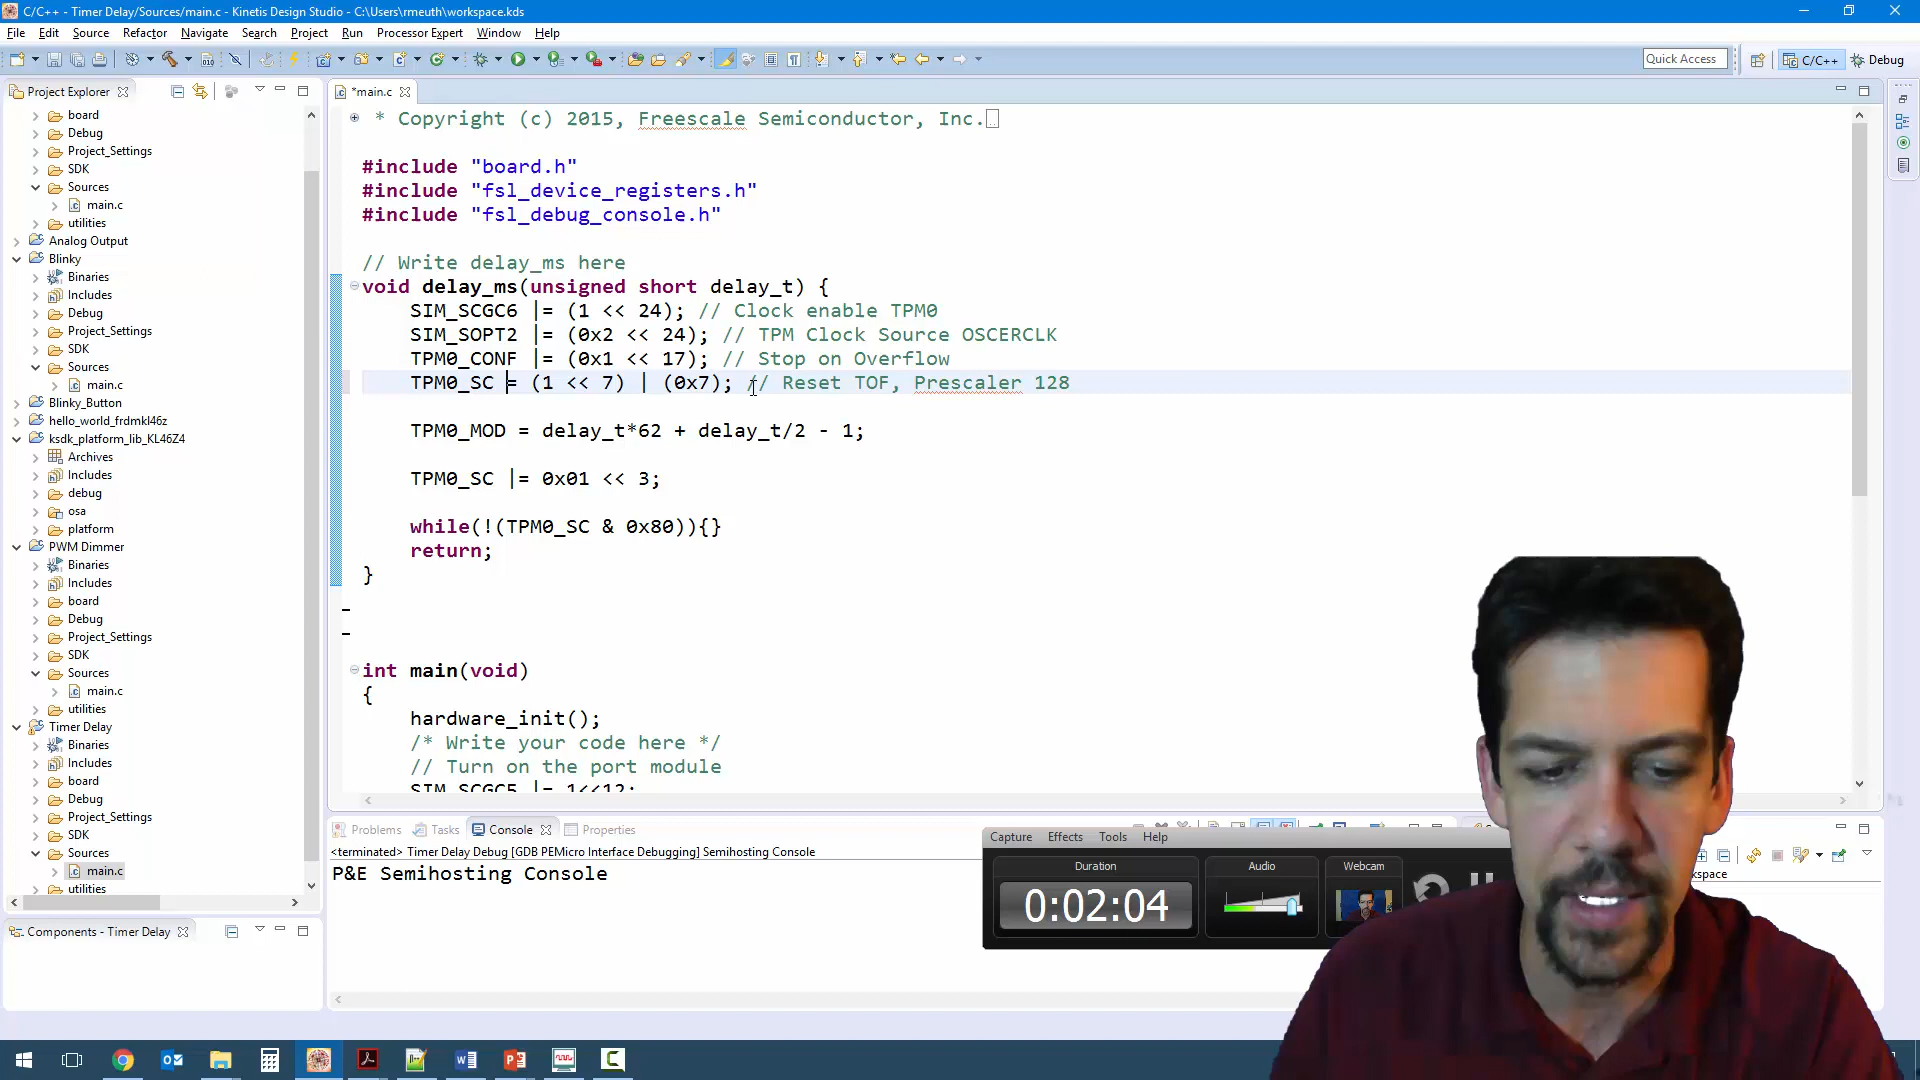 C/C++ - Timer Delay/Sources/main.c - Kinetis Design Studio - C:\Users\rmeuth\workspace.kds
File Edit Source Refactor Navigate Search Project Run Processor Expert Window Help
Quick Access
C/C++
Debug
Project Explorer
*main.c
board
Debug
Project_Settings
SDK
Sources
main.c
utilities
Analog Output
Blinky
Binaries
Includes
Debug
Project_Settings
SDK
Sources
main.c
Blinky_Button
hello_world_frdmkl46z
ksdk_platform_lib_KL46Z4
Archives
Includes
debug
osa
platform
PWM Dimmer
Binaries
Includes
board
Debug
Project_Settings
SDK
Sources
main.c
utilities
Timer Delay
Binaries
Includes
board
Debug
Project_Settings
SDK
Sources
main.c
utilities
Components - Timer Delay
* Copyright (c) 2015, Freescale Semiconductor, Inc.
#include "board.h"
#include "fsl_device_registers.h"
#include "fsl_debug_console.h"
// Write delay_ms here
void delay_ms(unsigned short delay_t) {
SIM_SCGC6 |= (1 << 24); // Clock enable TPM0
SIM_SOPT2 |= (0x2 << 24); // TPM Clock Source OSCERCLK
TPM0_CONF |= (0x1 << 17); // Stop on Overflow
TPM0_SC = (1 << 7) | (0x7); // Reset TOF, Prescaler 128
TPM0_MOD = delay_t*62 + delay_t/2 - 1;
TPM0_SC |= 0x01 << 3;
while(!(TPM0_SC & 0x80)){}
return;
}
int main(void)
{
hardware_init();
/* Write your code here */
// Turn on the port module
SIM_SCGC5 |= 1<<12;
Problems Tasks Console Properties
<terminated> Timer Delay Debug [GDB PEMicro Interface Debugging] Semihosting Console
P&E Semihosting Console
Capture Effects Tools Help
Duration
Audio
Webcam
0:02:04